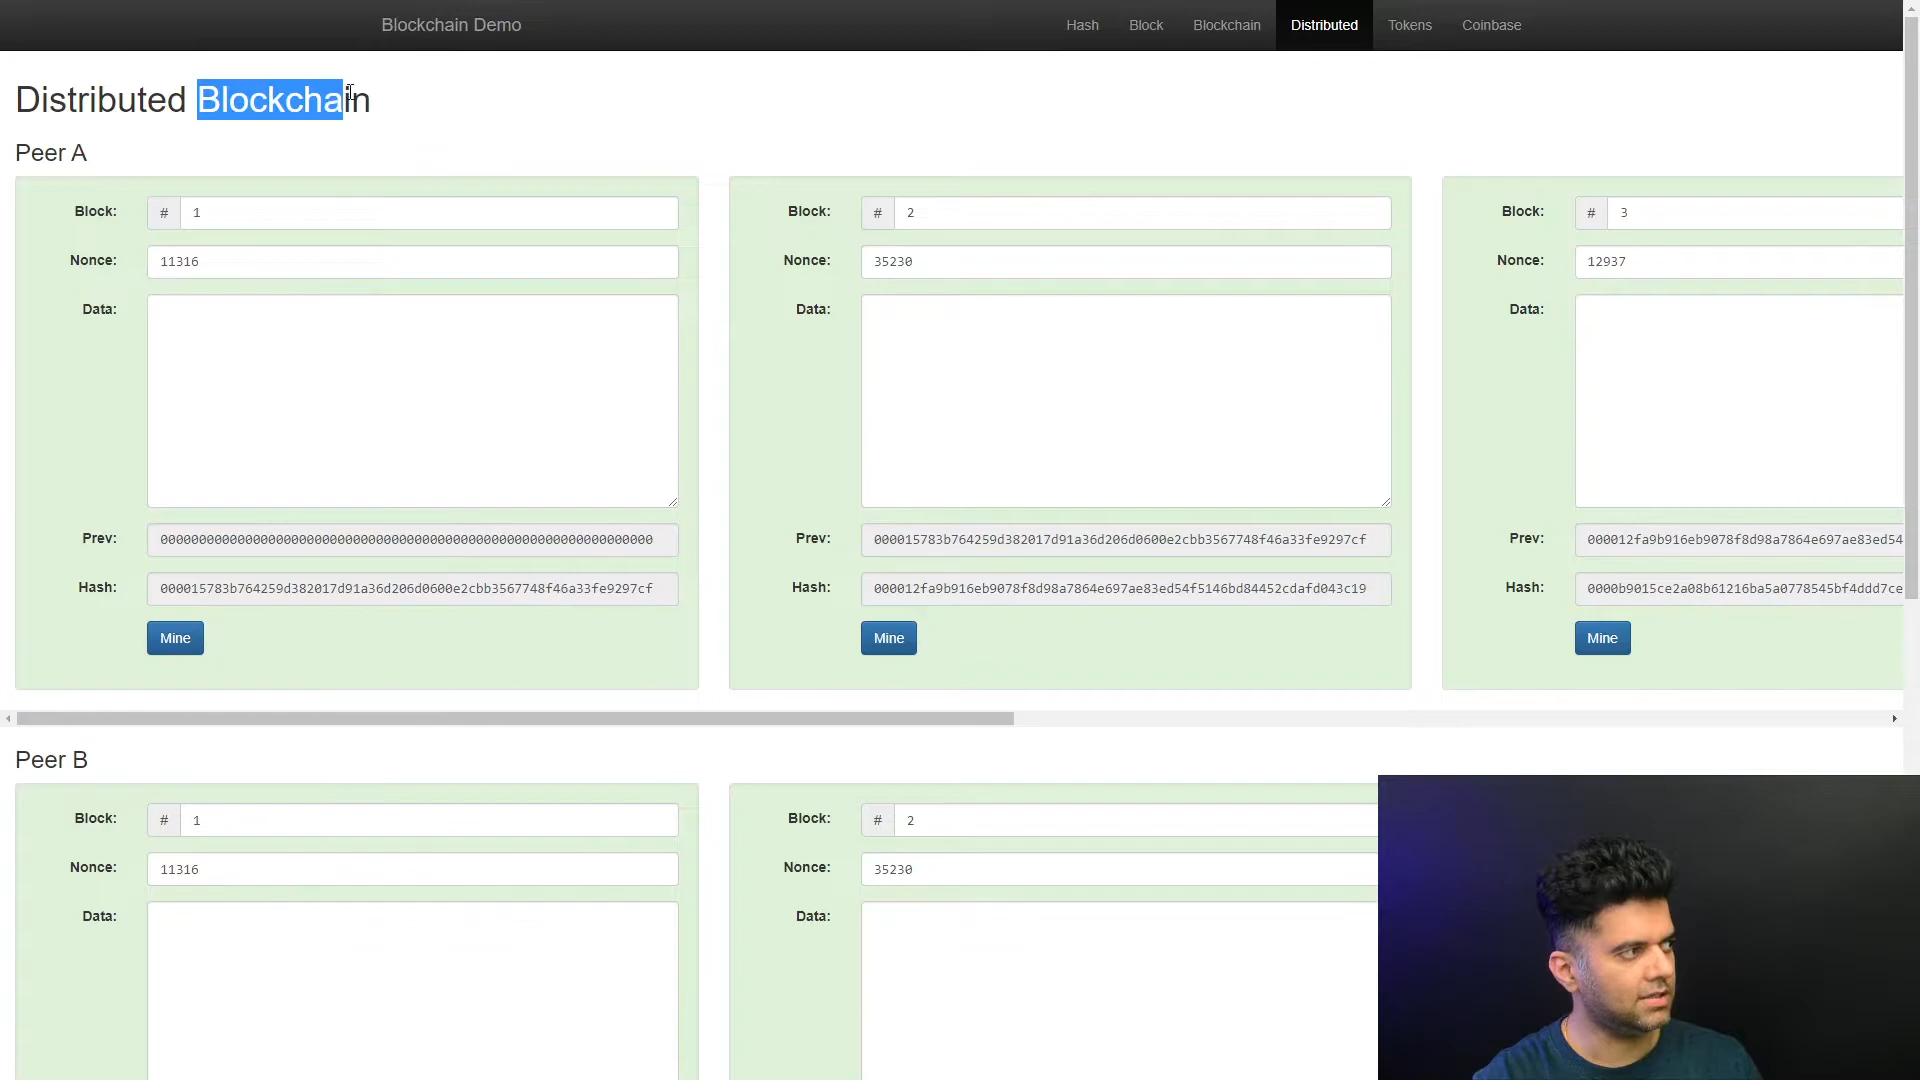 Blockchain Demo
Hash Block Blockchain Distributed Tokens Coinbase
Distributed Blockchain
Peer A
Block: # 1
Nonce: 11316
Data:
Prev: 0000000000000000000000000000000000000000000000000000000000000000
Hash: 000015783b764259d382017d91a36d206d0600e2cbb3567748f46a33fe9297cf
Mine
Block: # 2
Nonce: 35230
Data:
Prev: 000015783b764259d382017d91a36d206d0600e2cbb3567748f46a33fe9297cf
Hash: 000012fa9b916eb9078f8d98a7864e697ae83ed54f5146bd84452cdafd043c19
Mine
Block: # 3
Nonce: 12937
Data:
Prev: 000012fa9b916eb9078f8d98a7864e697ae83ed54
Hash: 0000b9015ce2a08b61216ba5a0778545bf4ddd7ce
Mine
Peer B
Block: # 1
Nonce: 11316
Data:
Block: # 2
Nonce: 35230
Data: